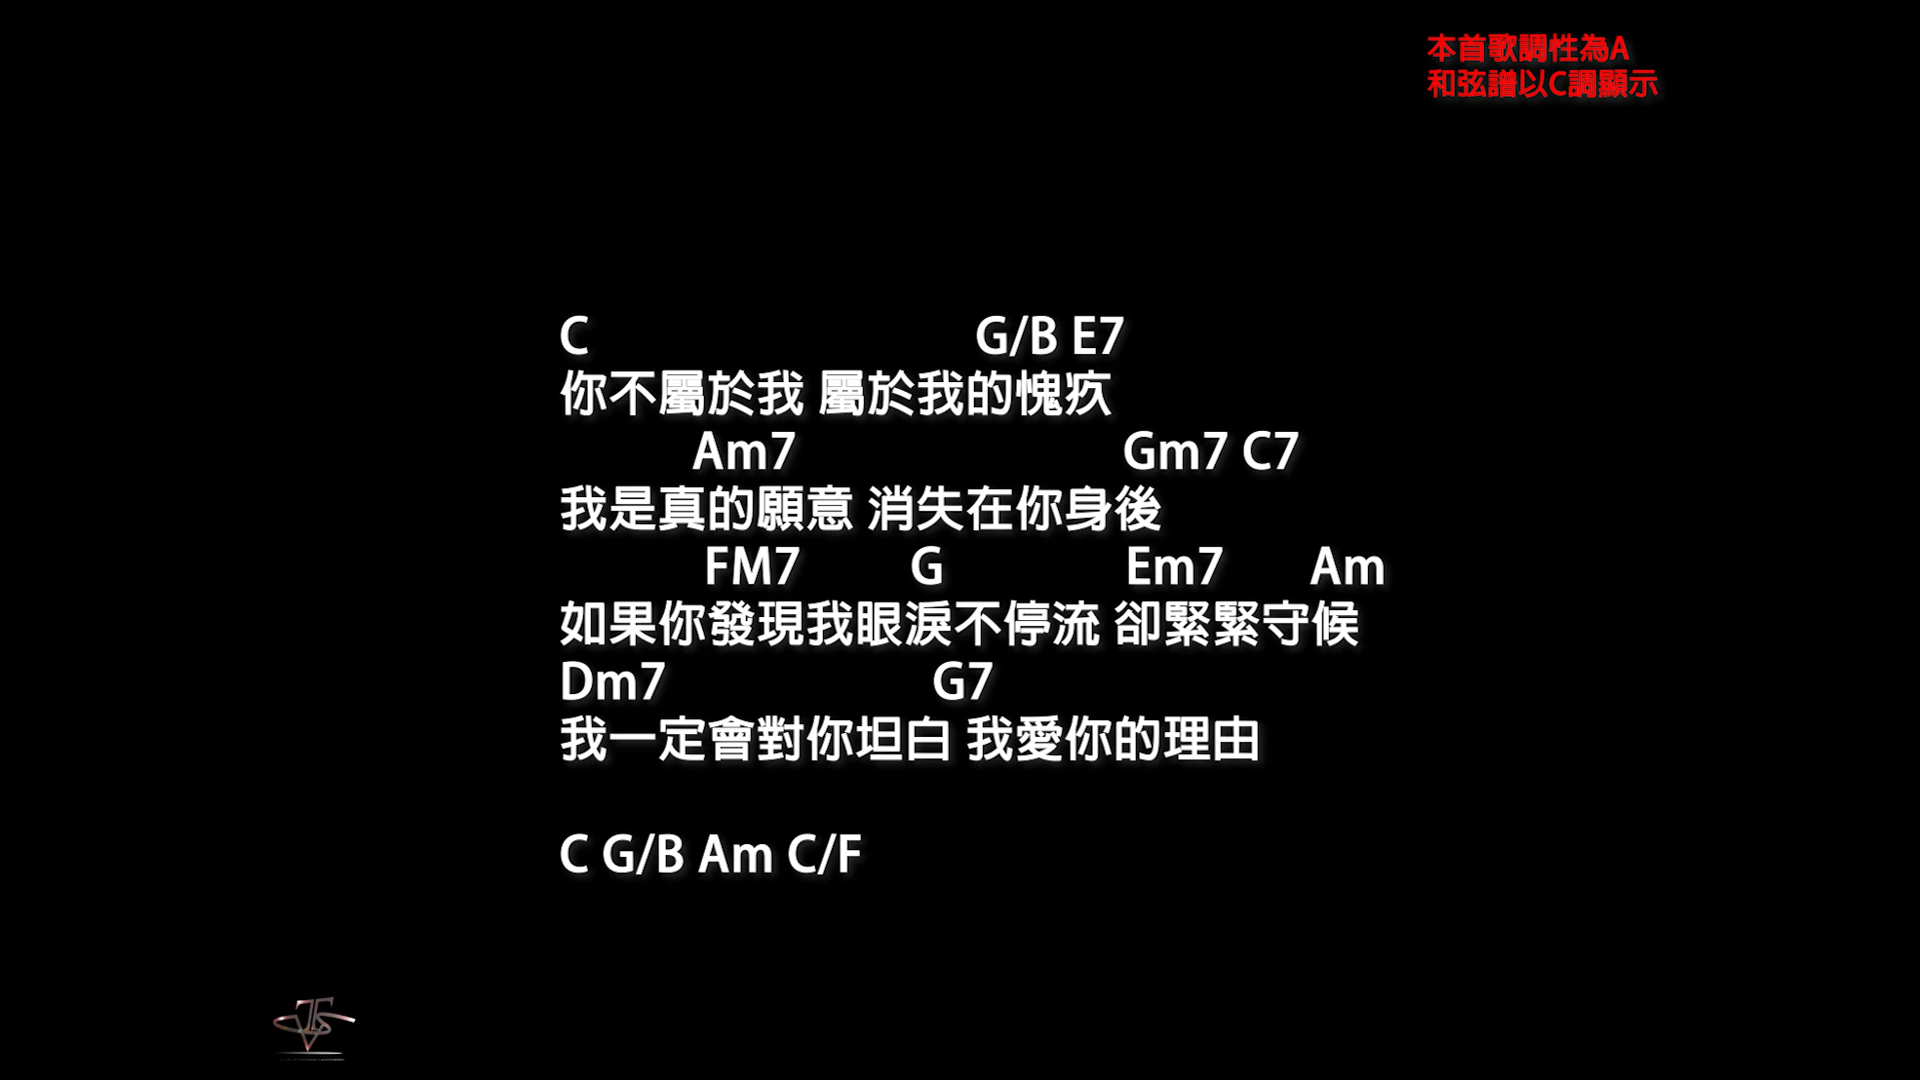 本首歌調性為A
和弦譜以C調顯示
C G/B E7
你不屬於我 屬於我的愧疚
Am7 Gm7 C7
我是真的願意 消失在你身後
FM7 G Em7 Am
如果你發現我眼淚不停流 卻緊緊守候
Dm7 G7
我一定會對你坦白 我愛你的理由
C G/B Am C/F